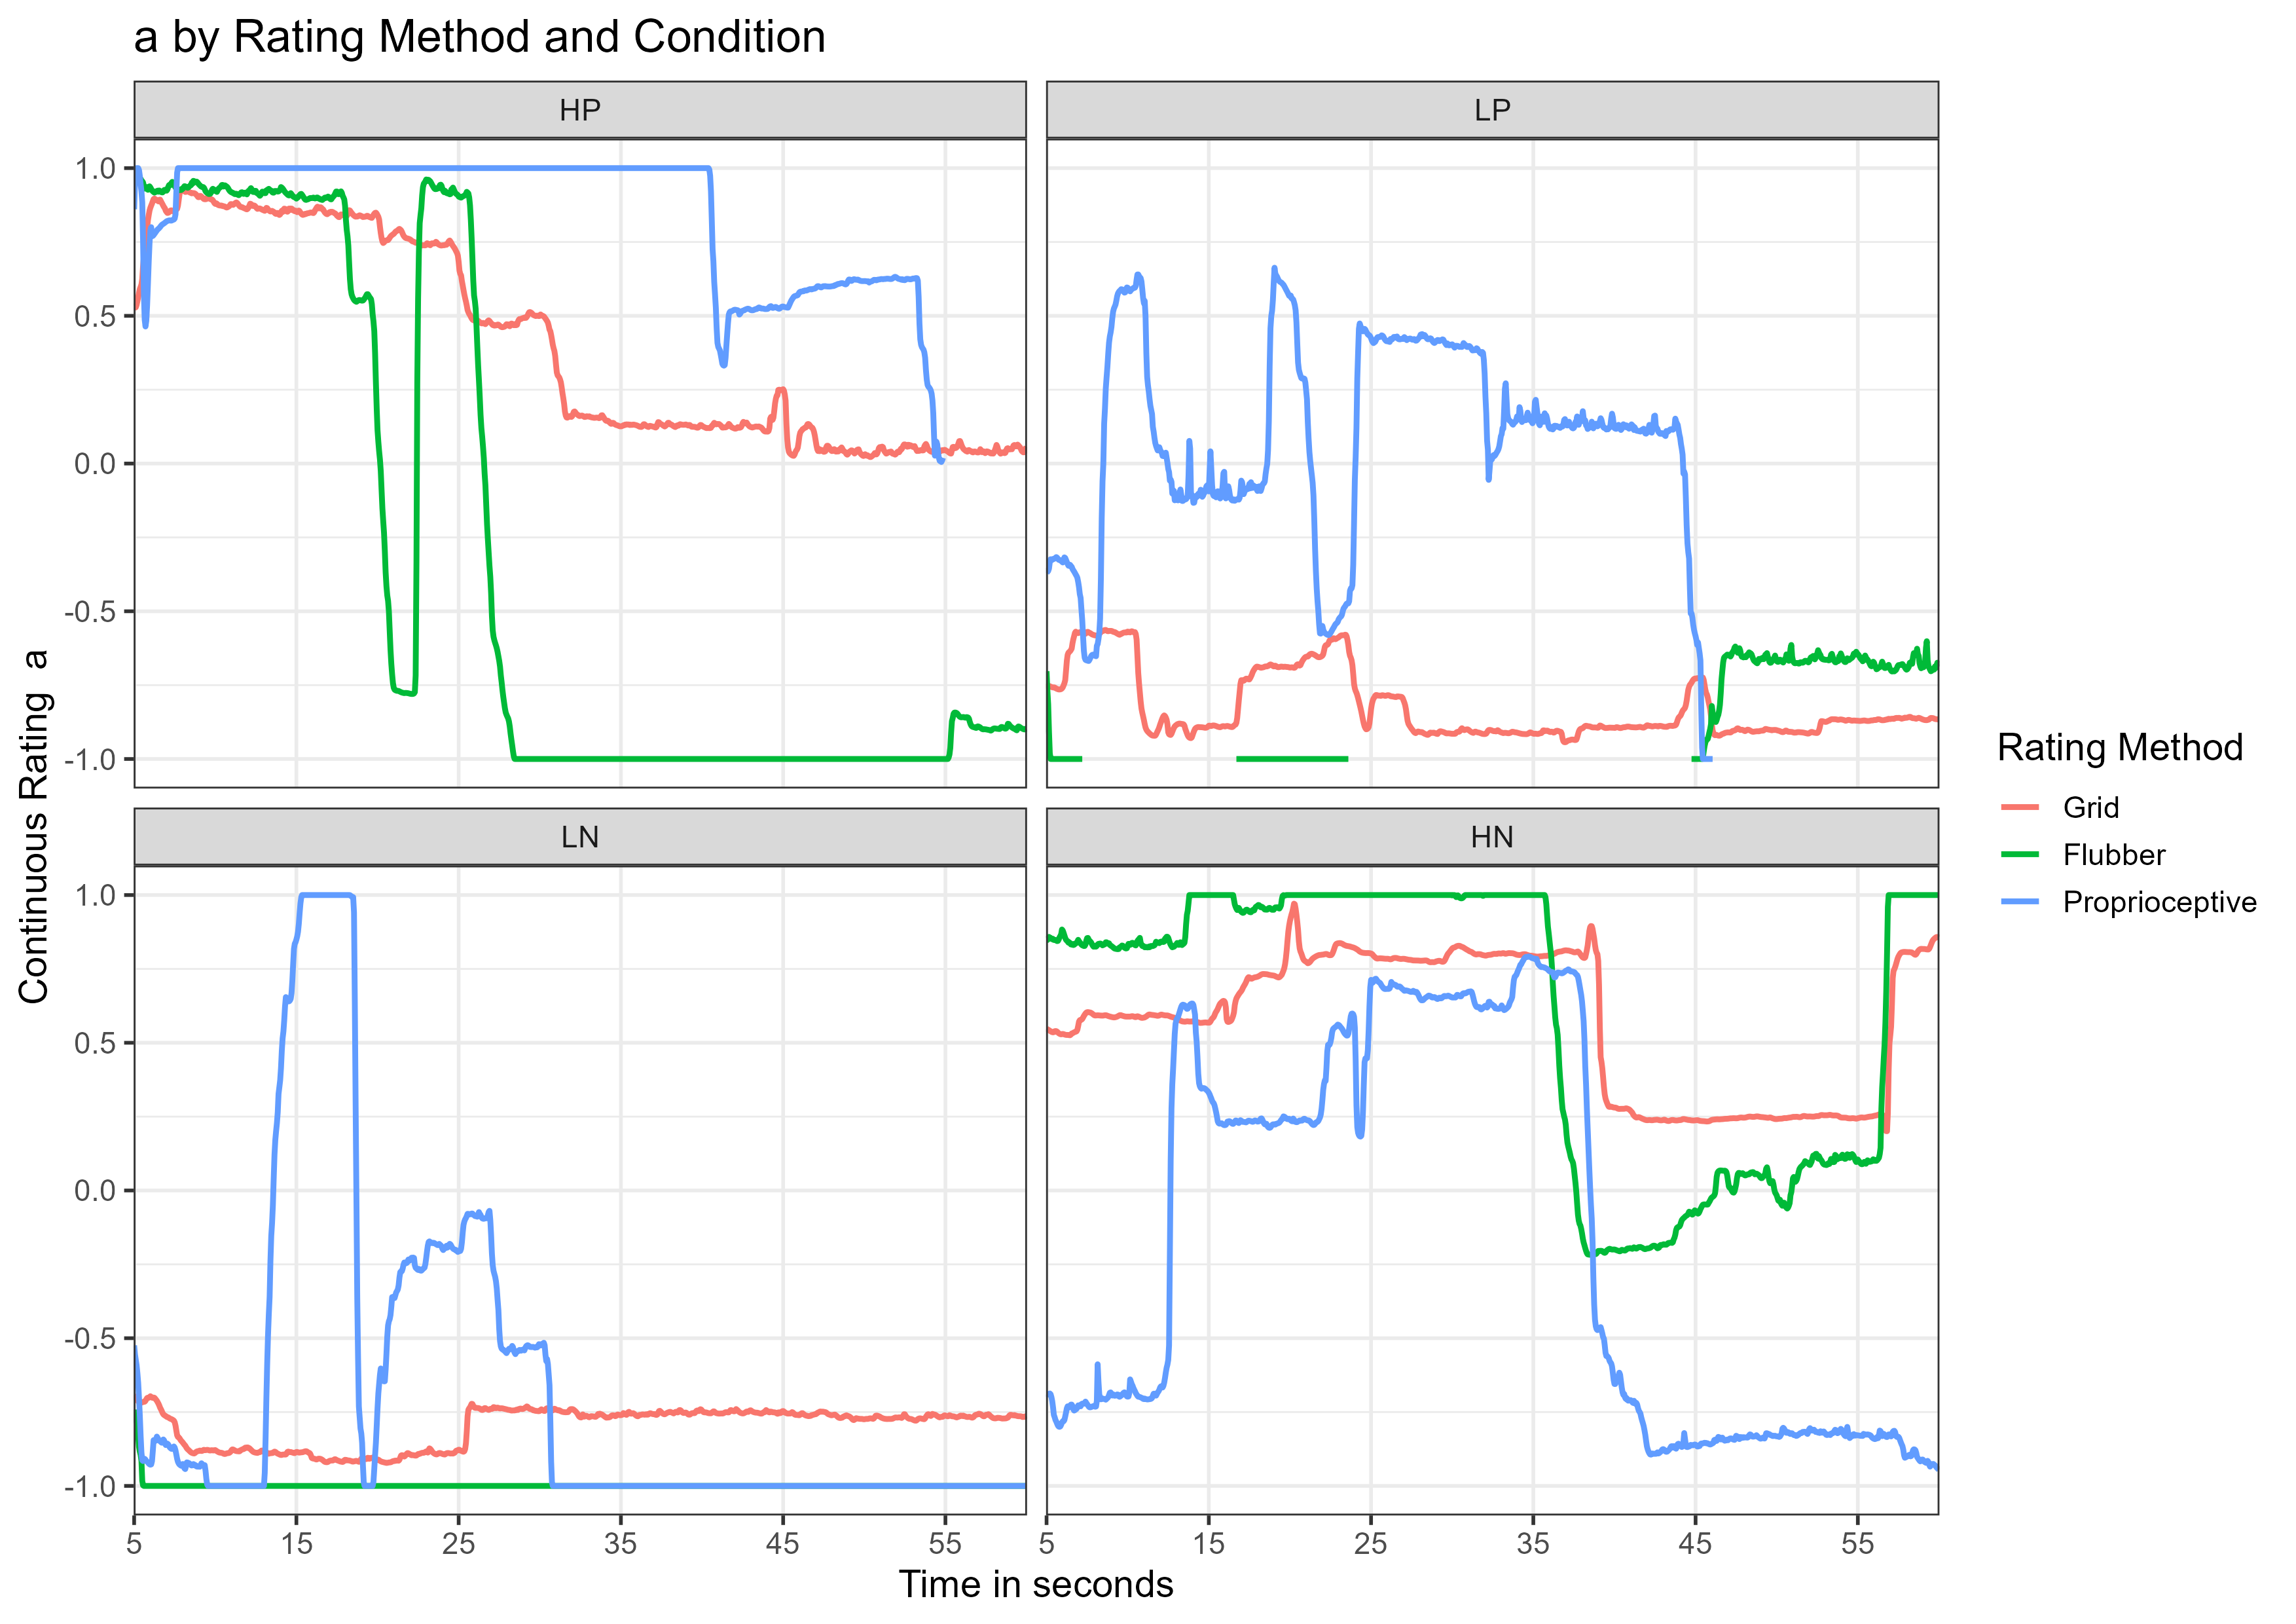 a by Rating Method and Condition
HP
LP
1.0
0.5
0.0
-0.5
-1.0
LN
HN
1.0
0.5
0.0
-0.5
-1.0
5 15 25 35 45 55
5 15 25 35 45 55
Time in seconds
Continuous Rating a
Rating Method
Grid
Flubber
Proprioceptive